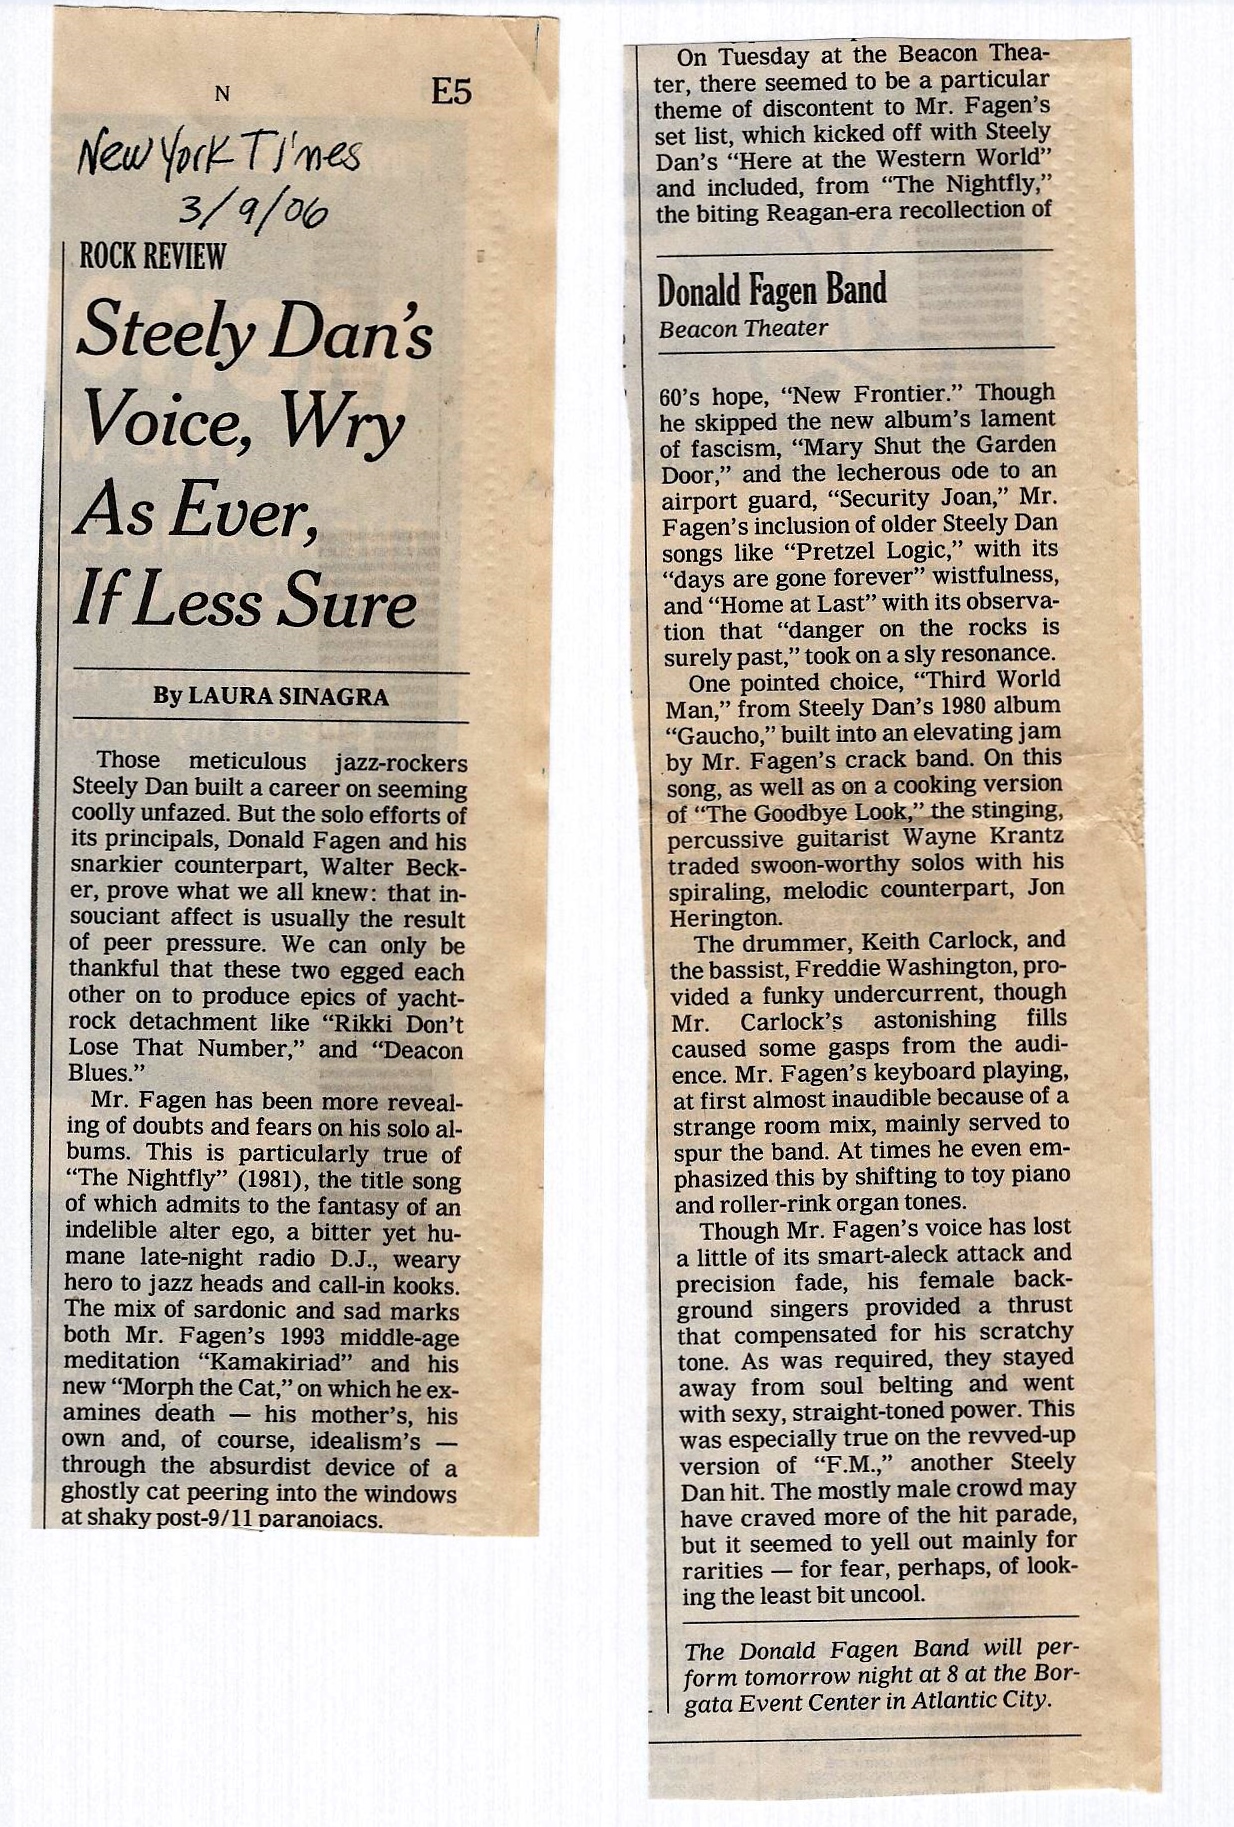 N E5
New York Times
3/9/06
ROCK REVIEW
Steely Dan's
Voice, Wry
As Ever,
If Less Sure
By LAURA SINAGRA
Those meticulous jazz-rockers
Steely Dan built a career on seeming
coolly unfazed. But the solo efforts of
its principals, Donald Fagen and his
snarkier counterpart, Walter Beck-
er, prove what we all knew: that in-
souciant affect is usually the result
of peer pressure. We can only be
thankful that these two egged each
other on to produce epics of yacht-
rock detachment like “Rikki Don't
Lose That Number,” and “Deacon
Blues.”
Mr. Fagen has been more reveal-
ing of doubts and fears on his solo al-
bums. This is particularly true of
“The Nightfly” (1981), the title song
of which admits to the fantasy of an
indelible alter ego, a bitter yet hu-
mane late-night radio D.J., weary
hero to jazz heads and call-in kooks.
The mix of sardonic and sad marks
both Mr. Fagen's 1993 middle-age
meditation “Kamakiriad” and his
new “Morph the Cat,” on which he ex-
amines death — his mother's, his
own and, of course, idealism's —
through the absurdist device of a
ghostly cat peering into the windows
at shaky post-9/11 paranoiacs.
On Tuesday at the Beacon Thea-
ter, there seemed to be a particular
theme of discontent to Mr. Fagen's
set list, which kicked off with Steely
Dan's “Here at the Western World”
and included, from “The Nightfly,”
the biting Reagan-era recollection of
Donald Fagen Band
Beacon Theater
60's hope, “New Frontier.” Though
he skipped the new album's lament
of fascism, “Mary Shut the Garden
Door,” and the lecherous ode to an
airport guard, “Security Joan,” Mr.
Fagen's inclusion of older Steely Dan
songs like “Pretzel Logic,” with its
“days are gone forever” wistfulness,
and “Home at Last” with its observa-
tion that “danger on the rocks is
surely past,” took on a sly resonance.
One pointed choice, “Third World
Man,” from Steely Dan's 1980 album
“Gaucho,” built into an elevating jam
by Mr. Fagen's crack band. On this
song, as well as on a cooking version
of “The Goodbye Look,” the stinging,
percussive guitarist Wayne Krantz
traded swoon-worthy solos with his
spiraling, melodic counterpart, Jon
Herington.
The drummer, Keith Carlock, and
the bassist, Freddie Washington, pro-
vided a funky undercurrent, though
Mr. Carlock's astonishing fills
caused some gasps from the audi-
ence. Mr. Fagen's keyboard playing,
at first almost inaudible because of a
strange room mix, mainly served to
spur the band. At times he even em-
phasized this by shifting to toy piano
and roller-rink organ tones.
Though Mr. Fagen's voice has lost
a little of its smart-aleck attack and
precision fade, his female back-
ground singers provided a thrust
that compensated for his scratchy
tone. As was required, they stayed
away from soul belting and went
with sexy, straight-toned power. This
was especially true on the revved-up
version of “F.M.,” another Steely
Dan hit. The mostly male crowd may
have craved more of the hit parade,
but it seemed to yell out mainly for
rarities — for fear, perhaps, of look-
ing the least bit uncool.
The Donald Fagen Band will per-
form tomorrow night at 8 at the Bor-
gata Event Center in Atlantic City.